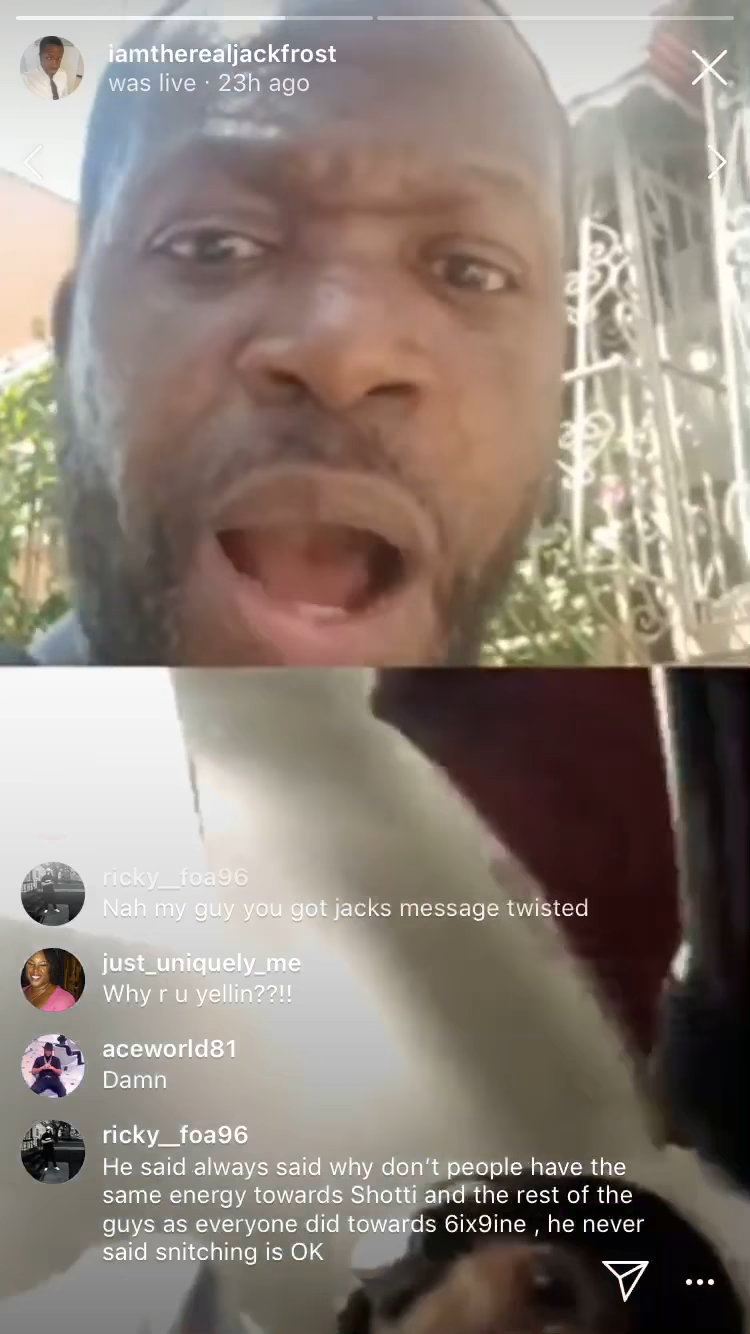 iamtherealjackfrost
was live · 23h ago
ricky__foa96
Nah my guy you got jacks message twisted
just_uniquely_me
Why r u yellin??!!
aceworld81
Damn
ricky__foa96
He said always said why don’t people have the
same energy towards Shotti and the rest of the
guys as everyone did towards 6ix9ine , he never
said snitching is OK